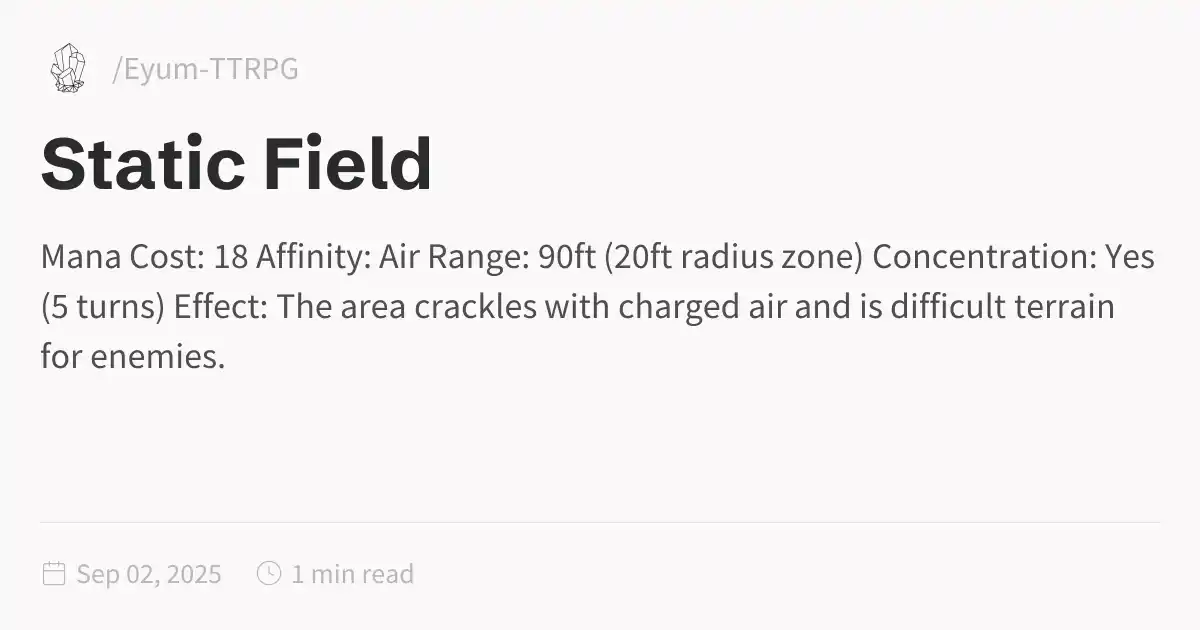 /Eyum-TTRPG
Static Field
Mana Cost: 18 Affinity: Air Range: 90ft (20ft radius zone) Concentration: Yes
(5 turns) Effect: The area crackles with charged air and is difficult terrain
for enemies.
Sep 02, 2025 1 min read